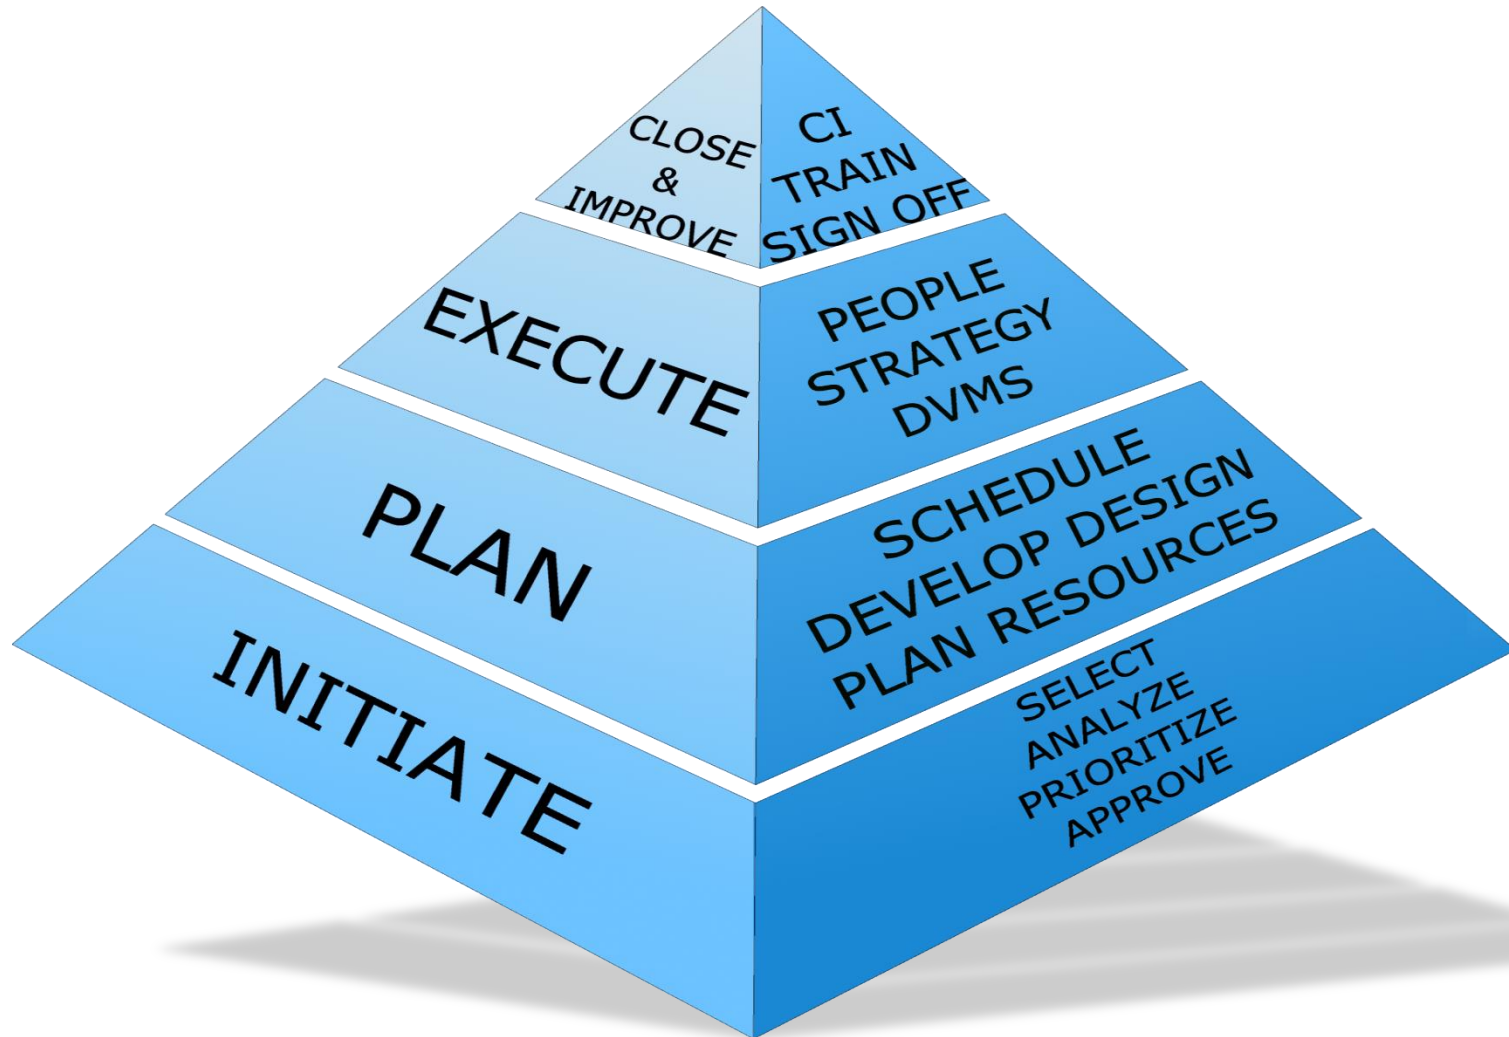 CLOSE
&
IMPROVE
CI
TRAIN
SIGN OFF
EXECUTE
PEOPLE
STRATEGY
DVMS
PLAN
SCHEDULE
DEVELOP DESIGN
PLAN RESOURCES
INITIATE
SELECT
ANALYZE
PRIORITIZE
APPROVE